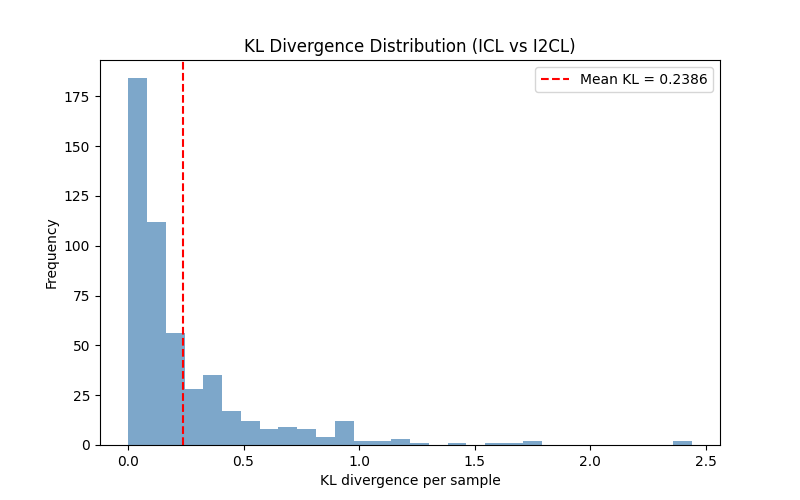 KL Divergence Distribution (ICL vs I2CL)
Mean KL = 0.2386
175
150
125
100
75
50
25
0
Frequency
0.0 0.5 1.0 1.5 2.0 2.5
KL divergence per sample